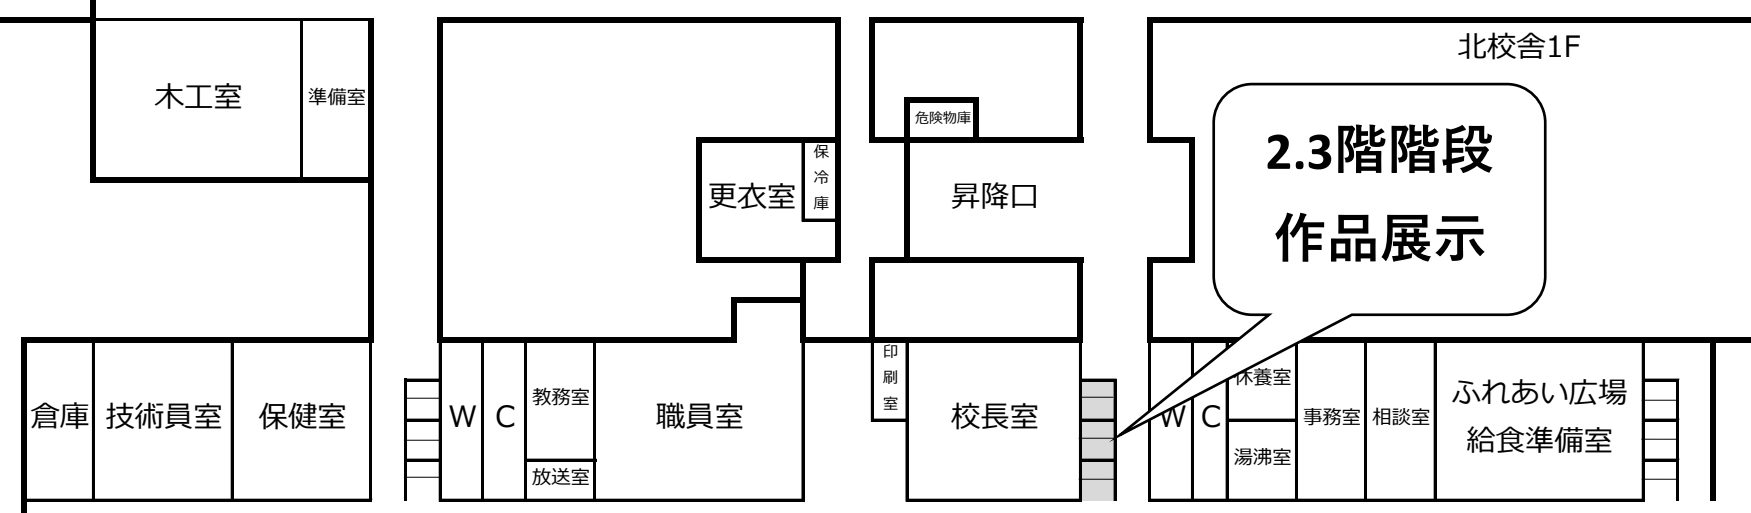 北校舎1F
木工室
準備室
危険物庫
2.3階階段
作品展示
更衣室
保
冷
庫
昇降口
倉庫
技術員室
保健室
W
C
教務室
放送室
職員室
印
刷
室
校長室
W
C
休養室
湯沸室
事務室
相談室
ふれあい広場
給食準備室